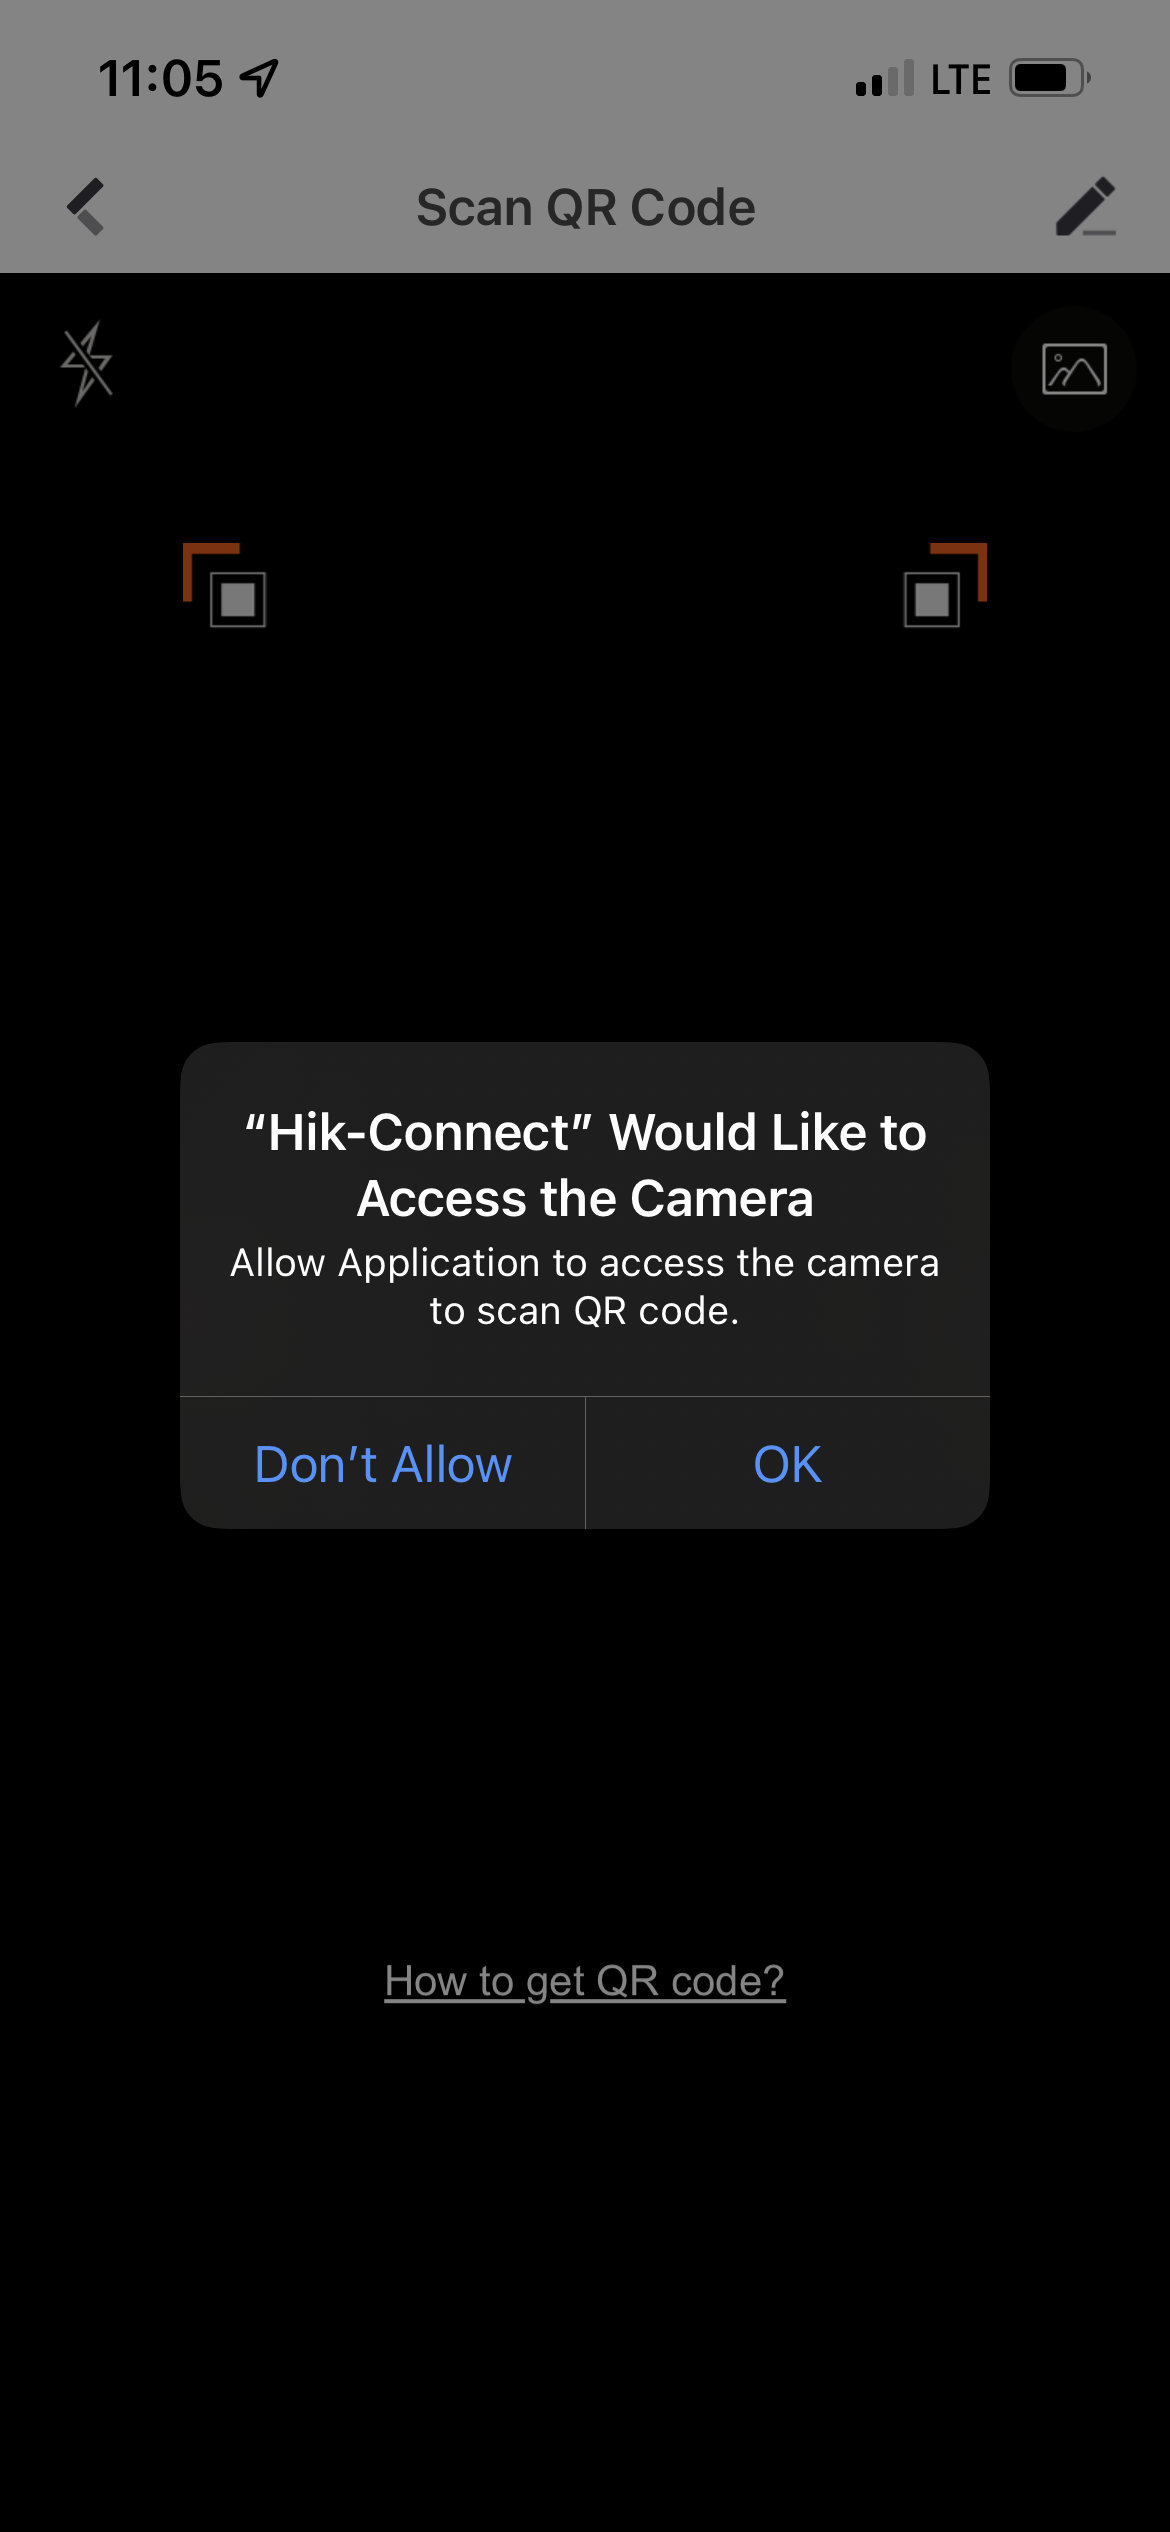 11:05 LTE
Scan QR Code
“Hik-Connect” Would Like to
Access the Camera
Allow Application to access the camera
to scan QR code.
Don’t Allow OK
How to get QR code?